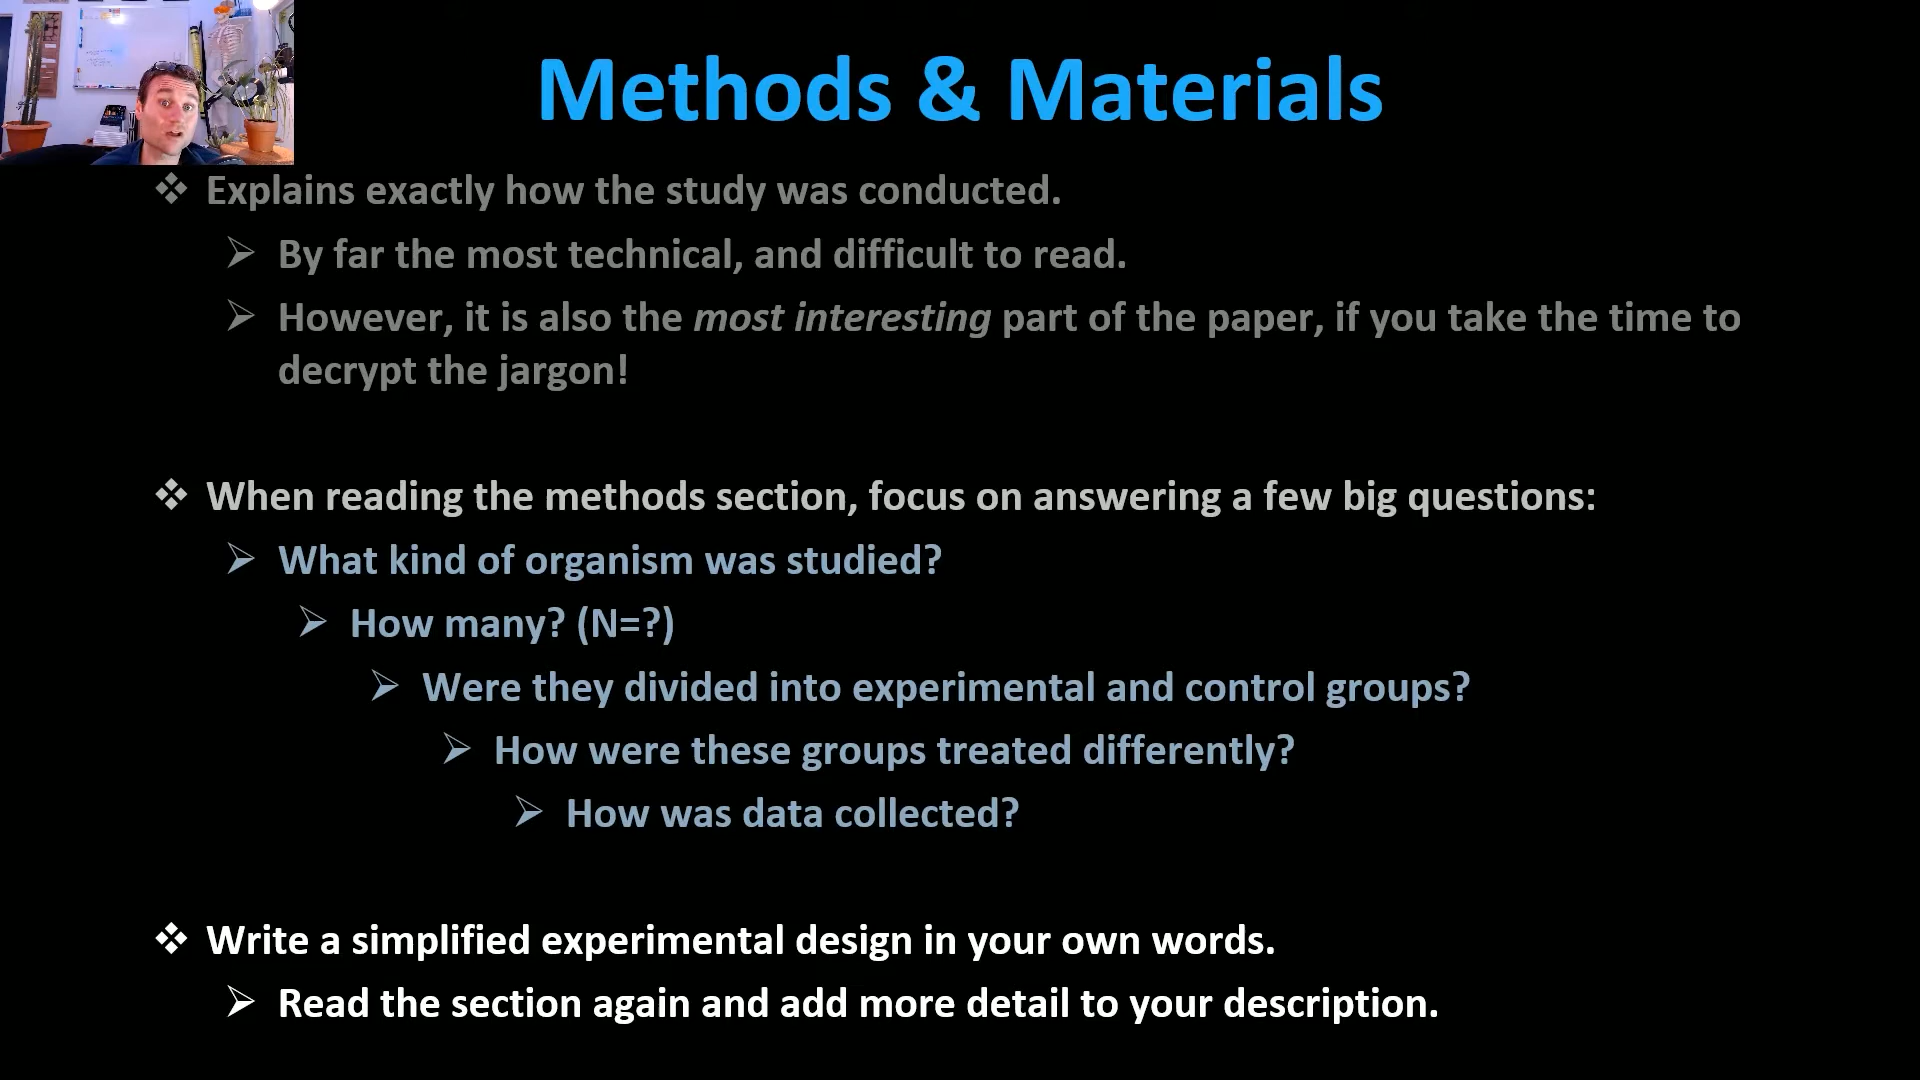 Methods & Materials
Explains exactly how the study was conducted.
By far the most technical, and difficult to read.
However, it is also the most interesting part of the paper, if you take the time to
decrypt the jargon!
When reading the methods section, focus on answering a few big questions:
What kind of organism was studied?
How many? (N=?)
Were they divided into experimental and control groups?
How were these groups treated differently?
How was data collected?
Write a simplified experimental design in your own words.
Read the section again and add more detail to your description.